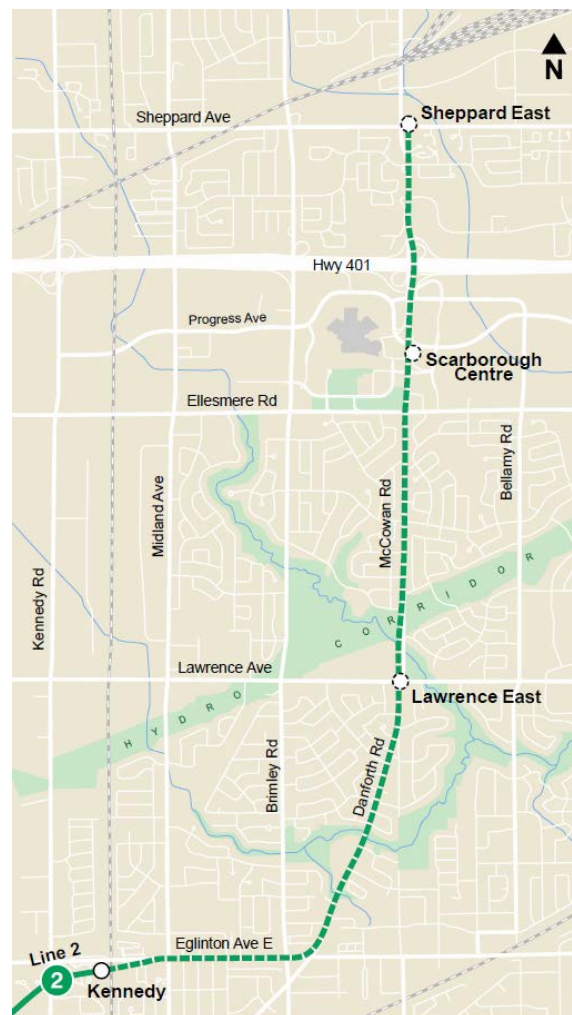 N
Sheppard Ave
Sheppard East
Hwy 401
Progress Ave
Scarborough
Centre
Ellesmere Rd
Kennedy Rd
Midland Ave
McCowan Rd
Bellamy Rd
HYDRO CORRIDOR
Lawrence Ave
Lawrence East
Brimley Rd
Danforth Rd
Eglinton Ave E
Line 2
2
Kennedy